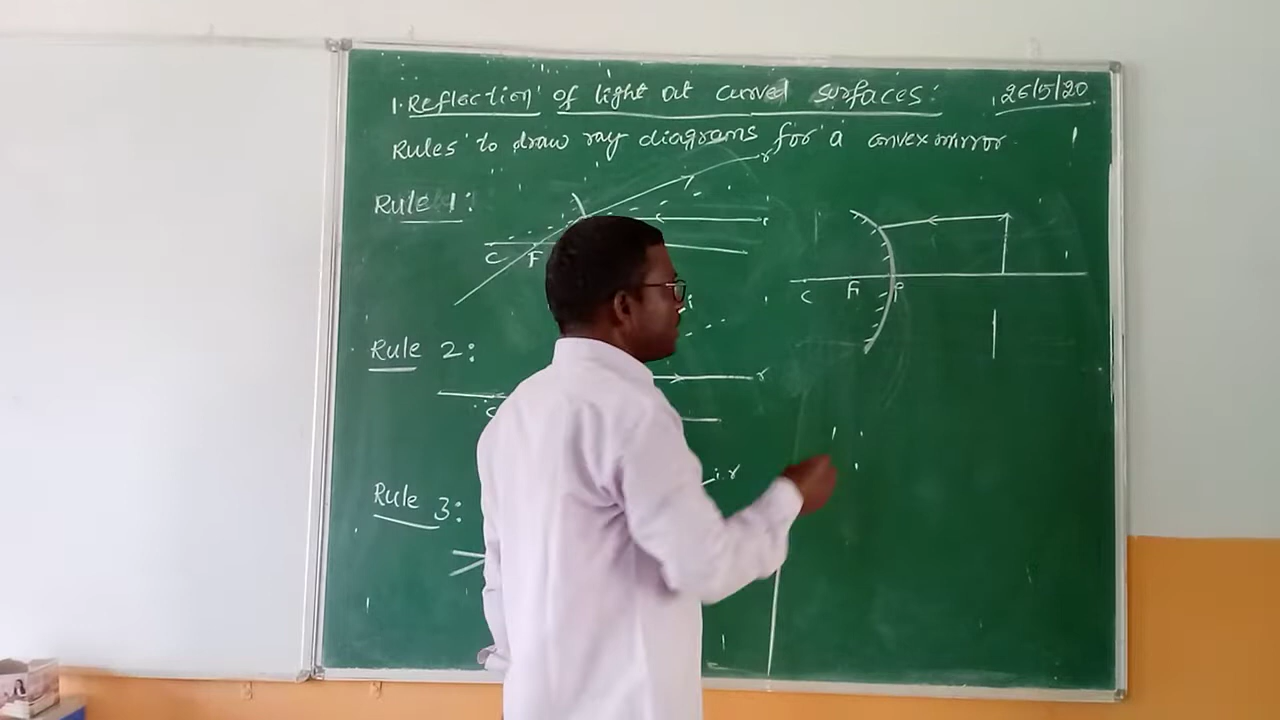 1. Reflection of light at curved surfaces: 26/5/20
Rules to draw ray diagrams for a convex mirror.
Rule 1:
r
i
C F
C F P
i
Rule 2:
r
C
Rule 3:
i.r